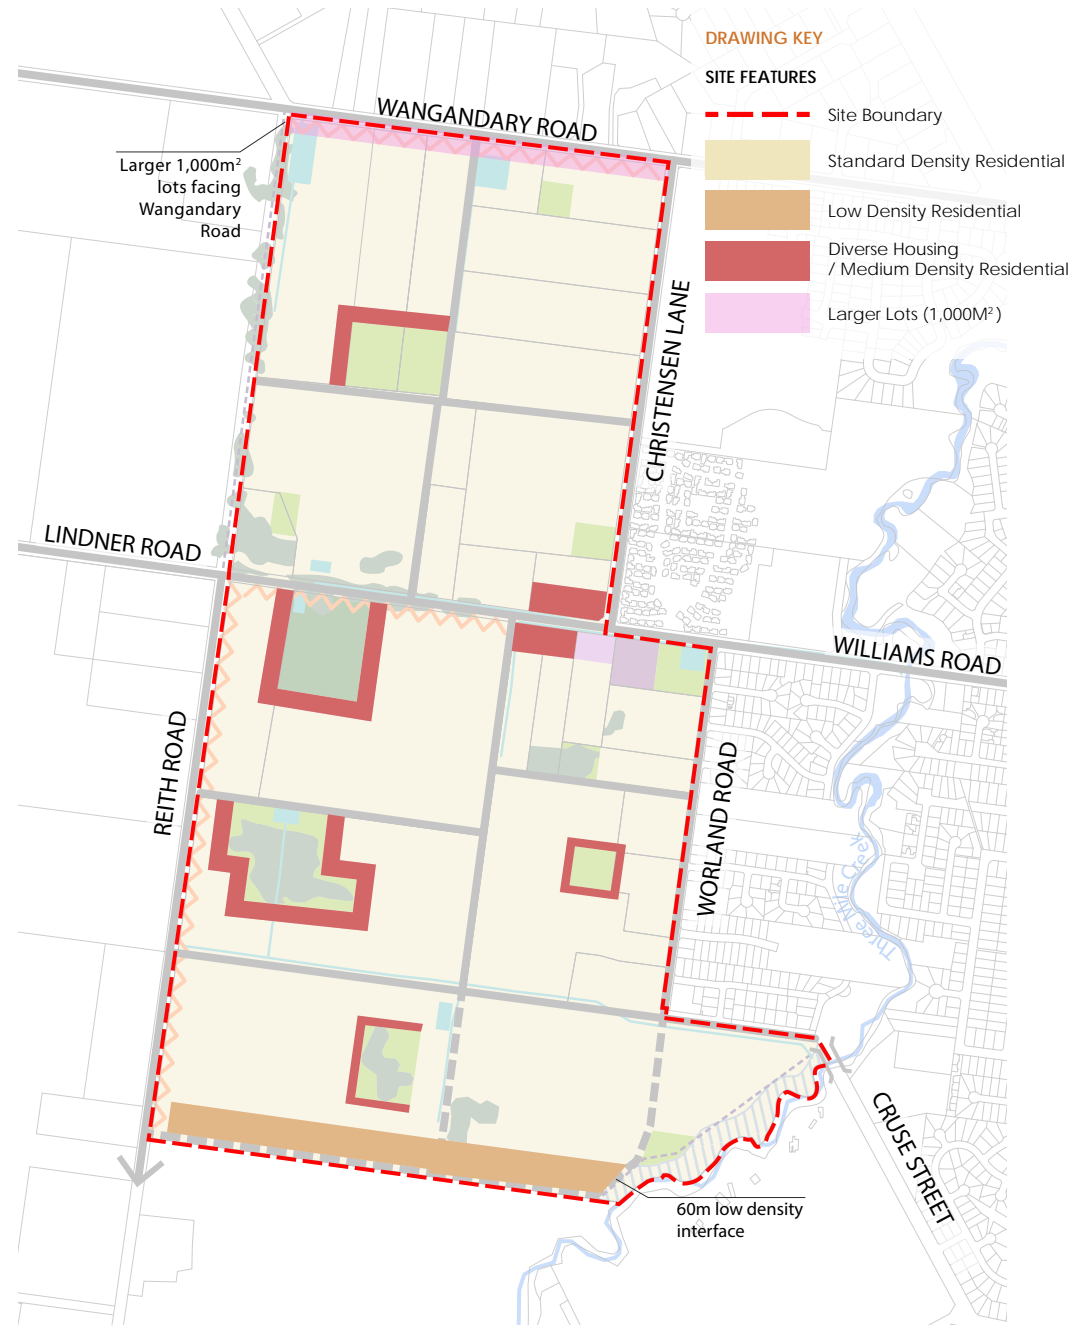 DRAWING KEY
SITE FEATURES
Site Boundary
Standard Density Residential
Low Density Residential
Diverse Housing
/ Medium Density Residential
Larger Lots (1,000M²)
WANGANDARY ROAD
Larger 1,000m²
lots facing
Wangandary
Road
CHRISTENSEN LANE
LINDNER ROAD
WILLIAMS ROAD
REITH ROAD
WORLAND ROAD
Three Mile Creek
CRUSE STREET
60m low density
interface